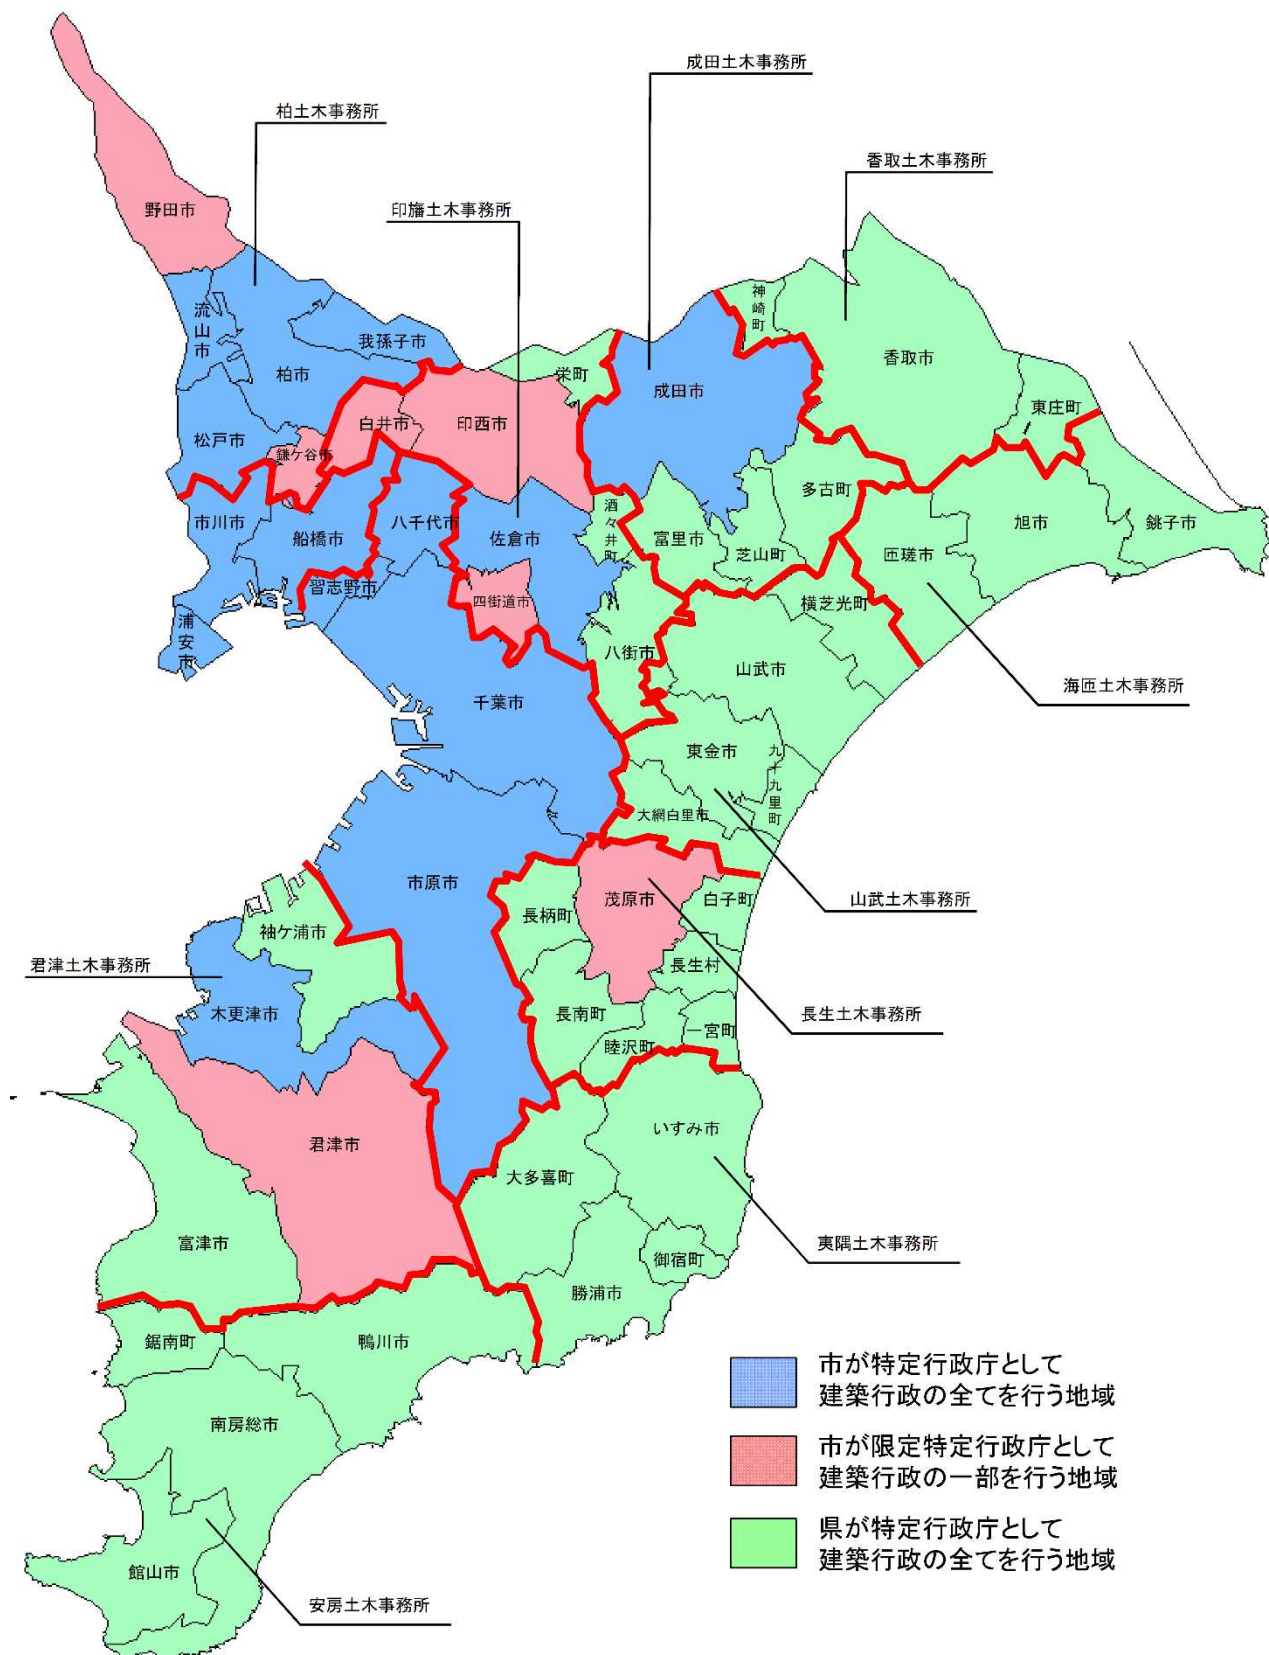 成田土木事務所
柏土木事務所
香取土木事務所
印旛土木事務所
野田市
神崎町
流山市
我孫子市
香取市
柏市
栄町
成田市
東庄町
白井市
印西市
松戸市
鎌ケ谷市
多古町
酒々井町
市川市
八千代市
旭市
銚子市
船橋市
佐倉市
富里市
芝山町
匝瑳市
習志野市
四街道市
横芝光町
浦安市
八街市
山武市
海匝土木事務所
千葉市
東金市
九十九里町
大網白里市
市原市
茂原市
白子町
山武土木事務所
長柄町
袖ケ浦市
君津土木事務所
長生村
木更津市
長南町
長生土木事務所
一宮町
睦沢町
いすみ市
君津市
大多喜町
富津市
夷隅土木事務所
御宿町
勝浦市
鋸南町
鴨川市
市が特定行政庁として
建築行政の全てを行う地域
南房総市
市が限定特定行政庁として
建築行政の一部を行う地域
県が特定行政庁として
建築行政の全てを行う地域
館山市
安房土木事務所